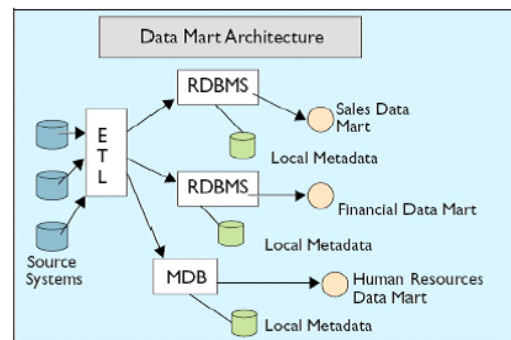 Data Mart Architecture
RDBMS
Sales Data
Mart
E
T
L
Local Metadata
RDBMS
Financial Data Mart
Local Metadata
Source
Systems
MDB
Human Resources
Data Mart
Local Metadata